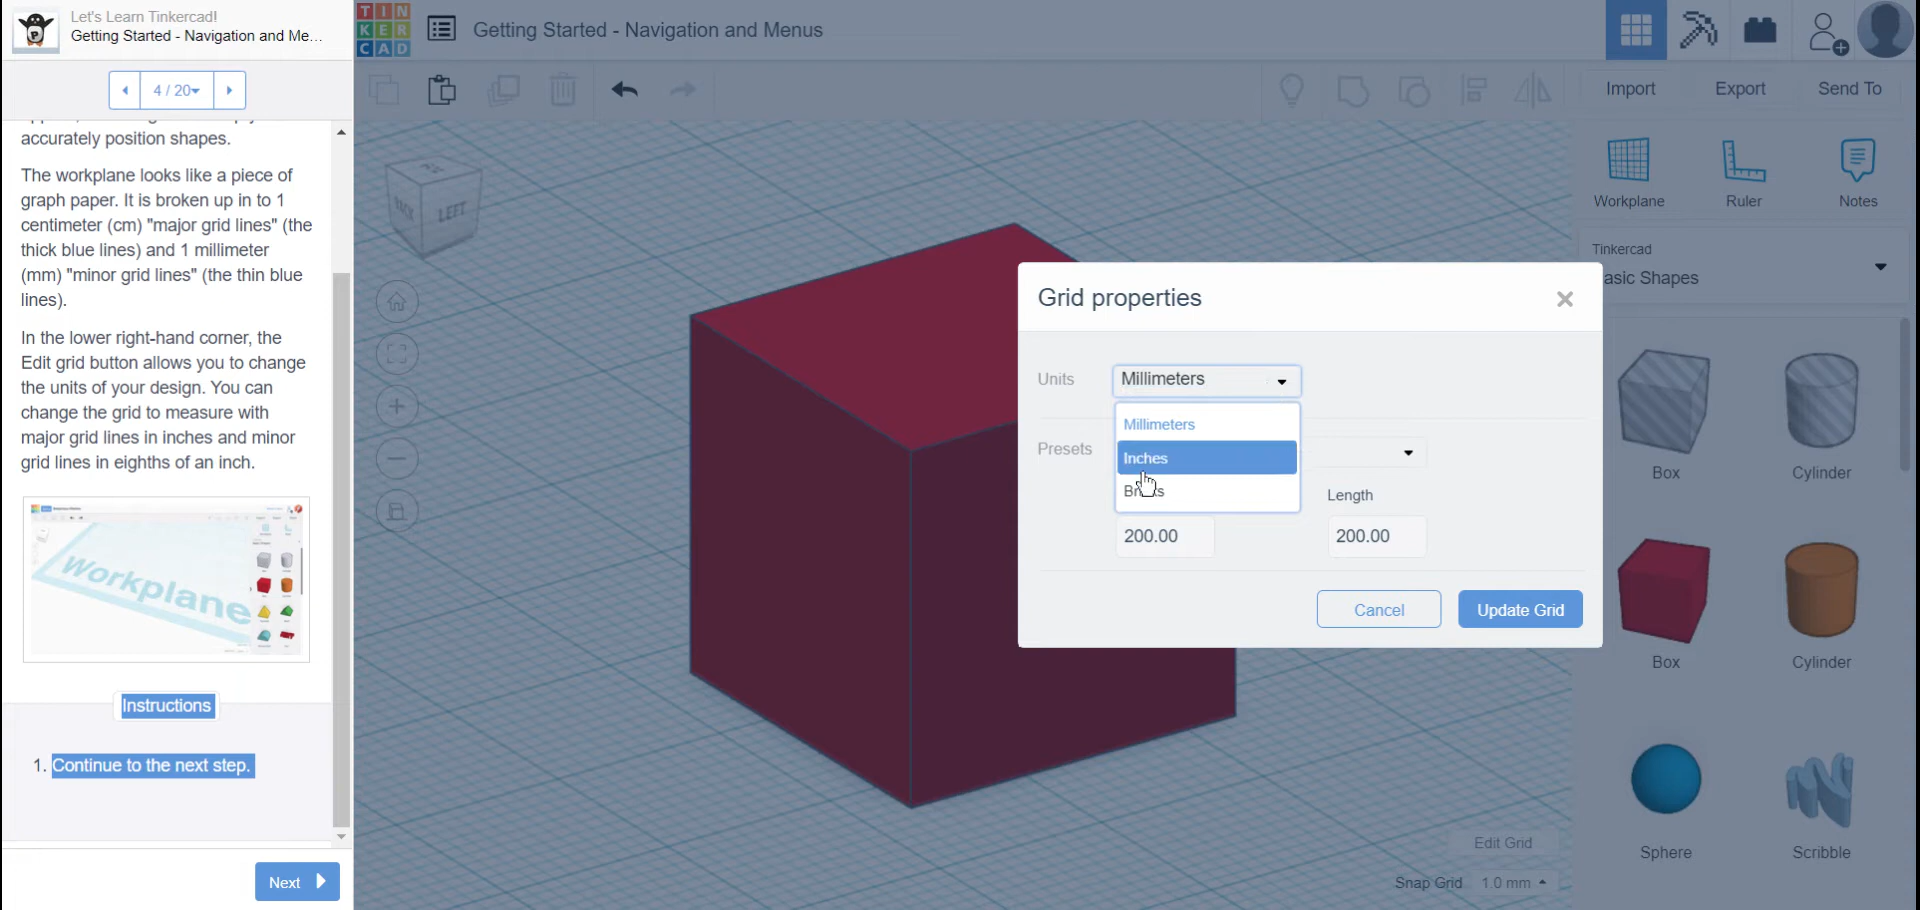 Let's Learn Tinkercad!
Getting Started - Navigation and Me...
4 / 20
accurately position shapes.
The workplane looks like a piece of
graph paper. It is broken up in to 1
centimeter (cm) "major grid lines" (the
thick blue lines) and 1 millimeter
(mm) "minor grid lines" (the thin blue
lines).
In the lower right-hand corner, the
Edit grid button allows you to change
the units of your design. You can
change the grid to measure with
major grid lines in inches and minor
grid lines in eighths of an inch.
Workplane
Instructions
1. Continue to the next step.
Next
TIN
KER
CAD
Getting Started - Navigation and Menus
Import
Export
Send To
BACK
LEFT
Workplane
Ruler
Notes
Tinkercad
asic Shapes
Grid properties
Units
Millimeters
Millimeters
Inches
Presets
Length
200.00
200.00
Cancel
Update Grid
Box
Cylinder
Box
Cylinder
Sphere
Scribble
Edit Grid
Snap Grid
1.0 mm